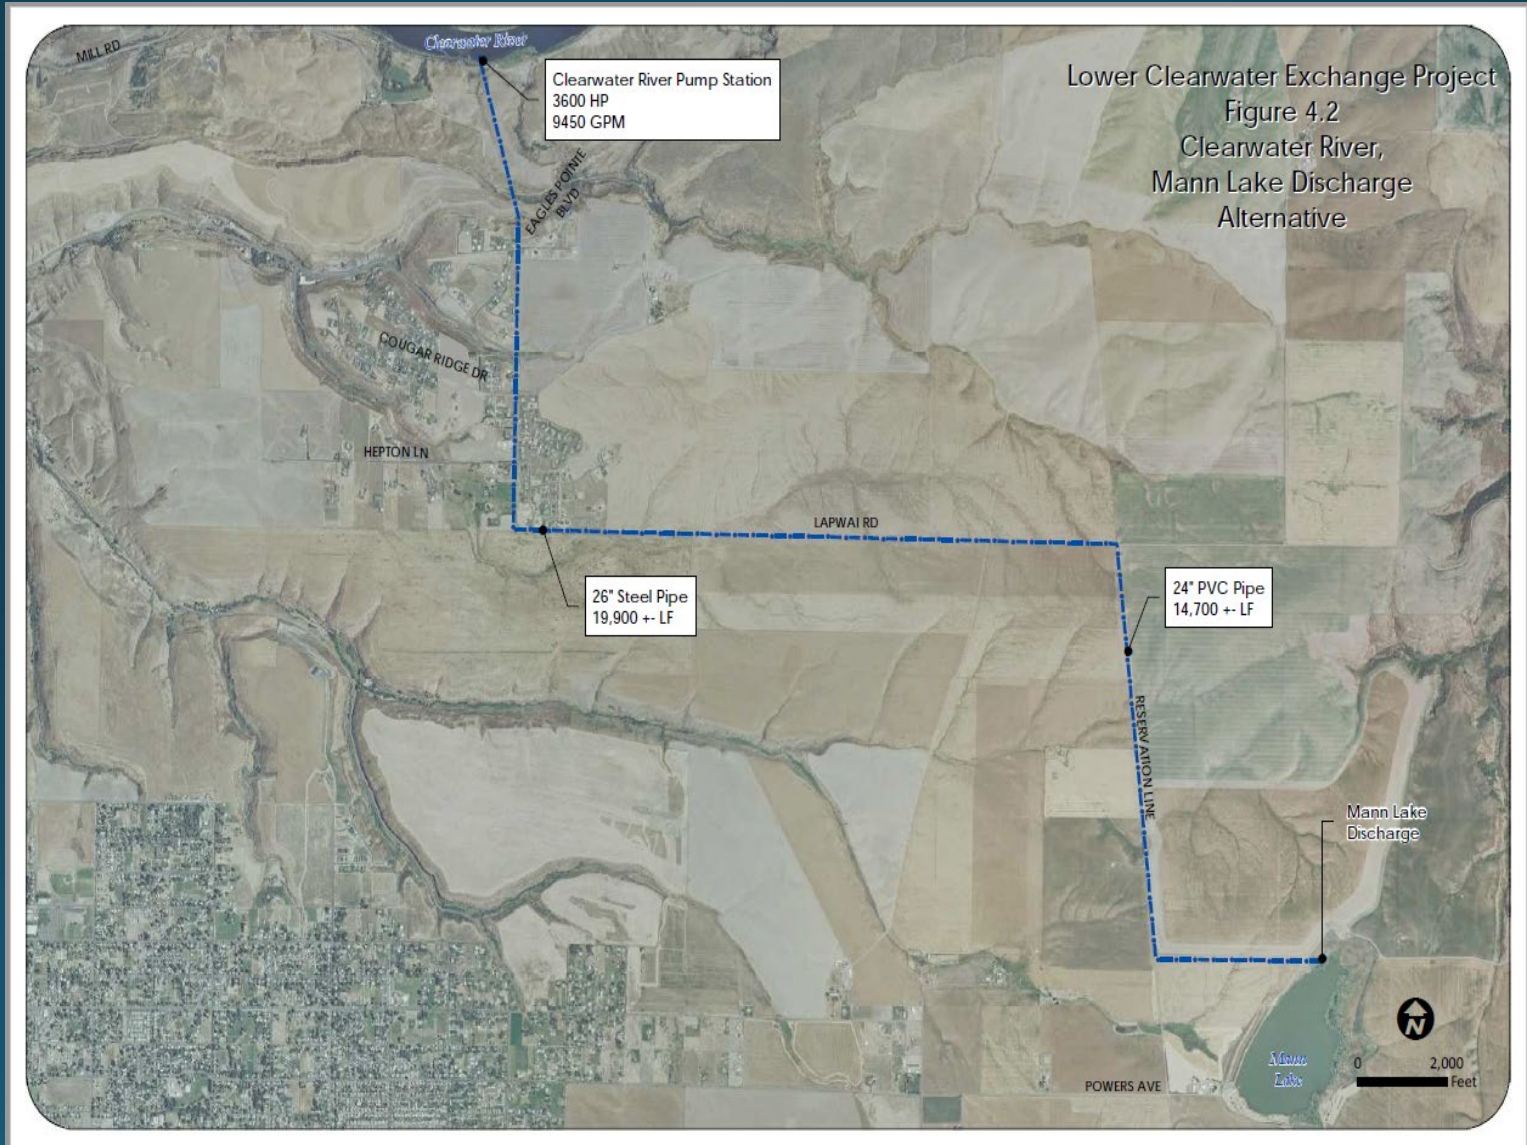 Clearwater River
MILL RD
Clearwater River Pump Station
3600 HP
9450 GPM
Lower Clearwater Exchange Project
Figure 4.2
Clearwater River,
Mann Lake Discharge
Alternative
EAGLES POINTE
BLVD
COUGAR RIDGE DR
HEPTON LN
LAPWAI RD
26" Steel Pipe
19,900 +- LF
24" PVC Pipe
14,700 +- LF
RESERVATION LINE
Mann Lake
Discharge
N
0 2,000
Feet
Mann
Lake
POWERS AVE